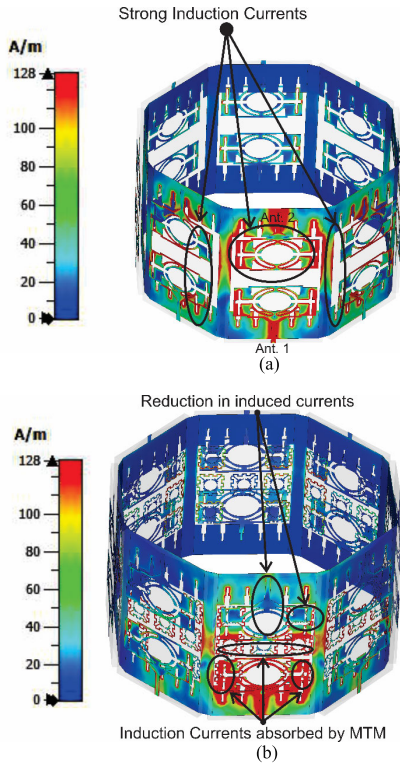 Strong Induction Currents
A/m
128
100
80
60
40
20
0
Ant. 2
Ant. 1
(a)
Reduction in induced currents
A/m
128
100
80
60
40
20
0
Induction Currents absorbed by MTM
(b)